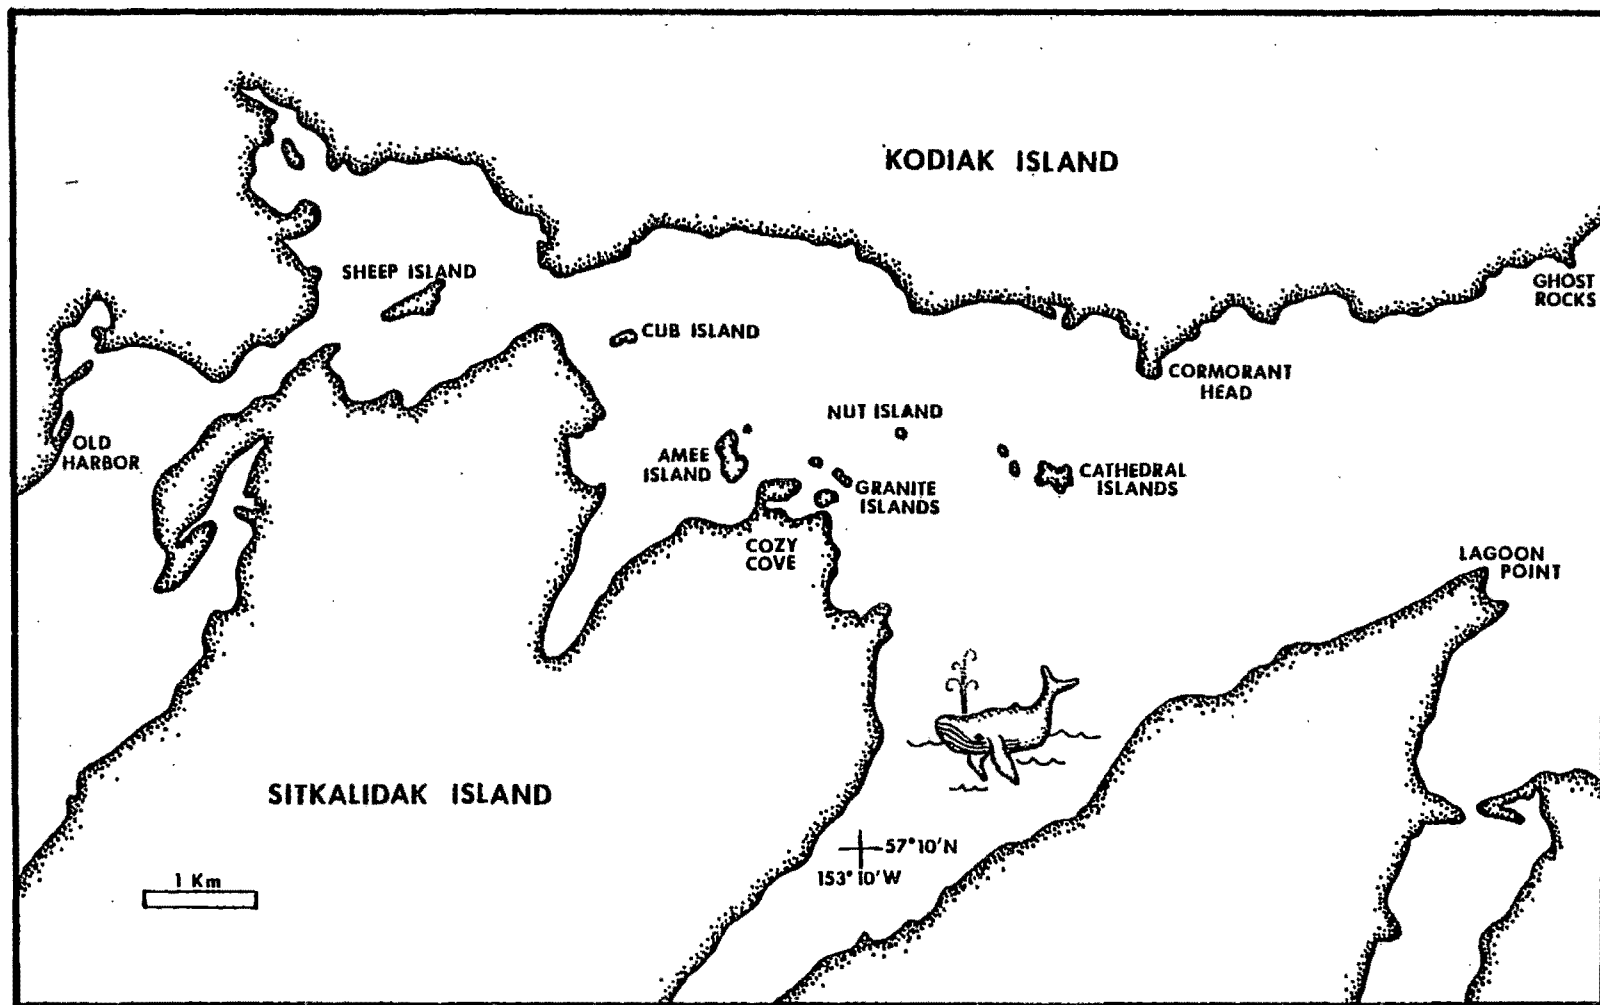 KODIAK ISLAND
SHEEP ISLAND
GHOST
ROCKS
CUB ISLAND
CORMORANT
HEAD
NUT ISLAND
OLD
HARBOR
AMEE
ISLAND
CATHEDRAL
ISLANDS
GRANITE
ISLANDS
COZY
COVE
LAGOON
POINT
SITKALIDAK ISLAND
57°10'N
153°10'W
1 Km